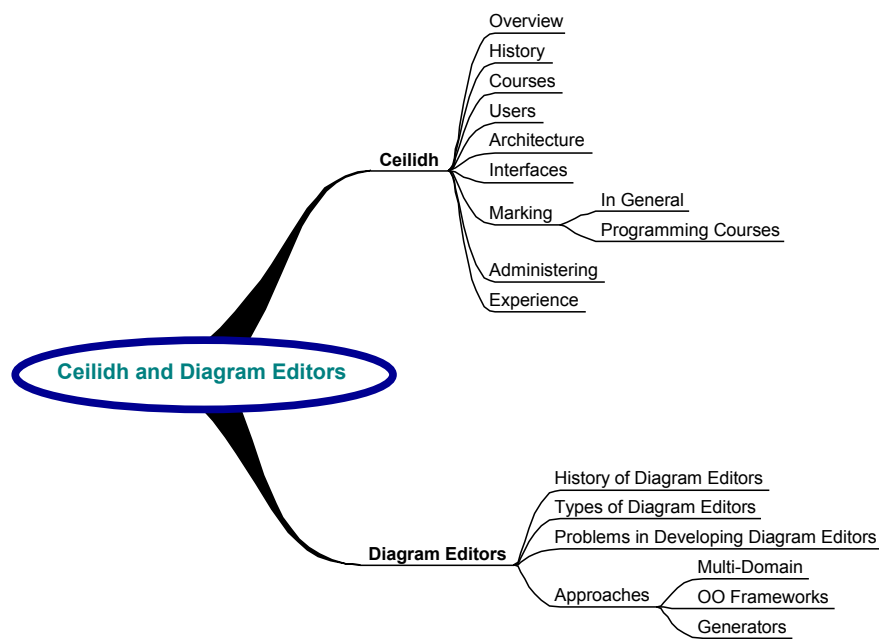 Ceilidh and Diagram Editors
Ceilidh
Overview
History
Courses
Users
Architecture
Interfaces
Marking
In General
Programming Courses
Administering
Experience
Diagram Editors
History of Diagram Editors
Types of Diagram Editors
Problems in Developing Diagram Editors
Approaches
Multi-Domain
OO Frameworks
Generators